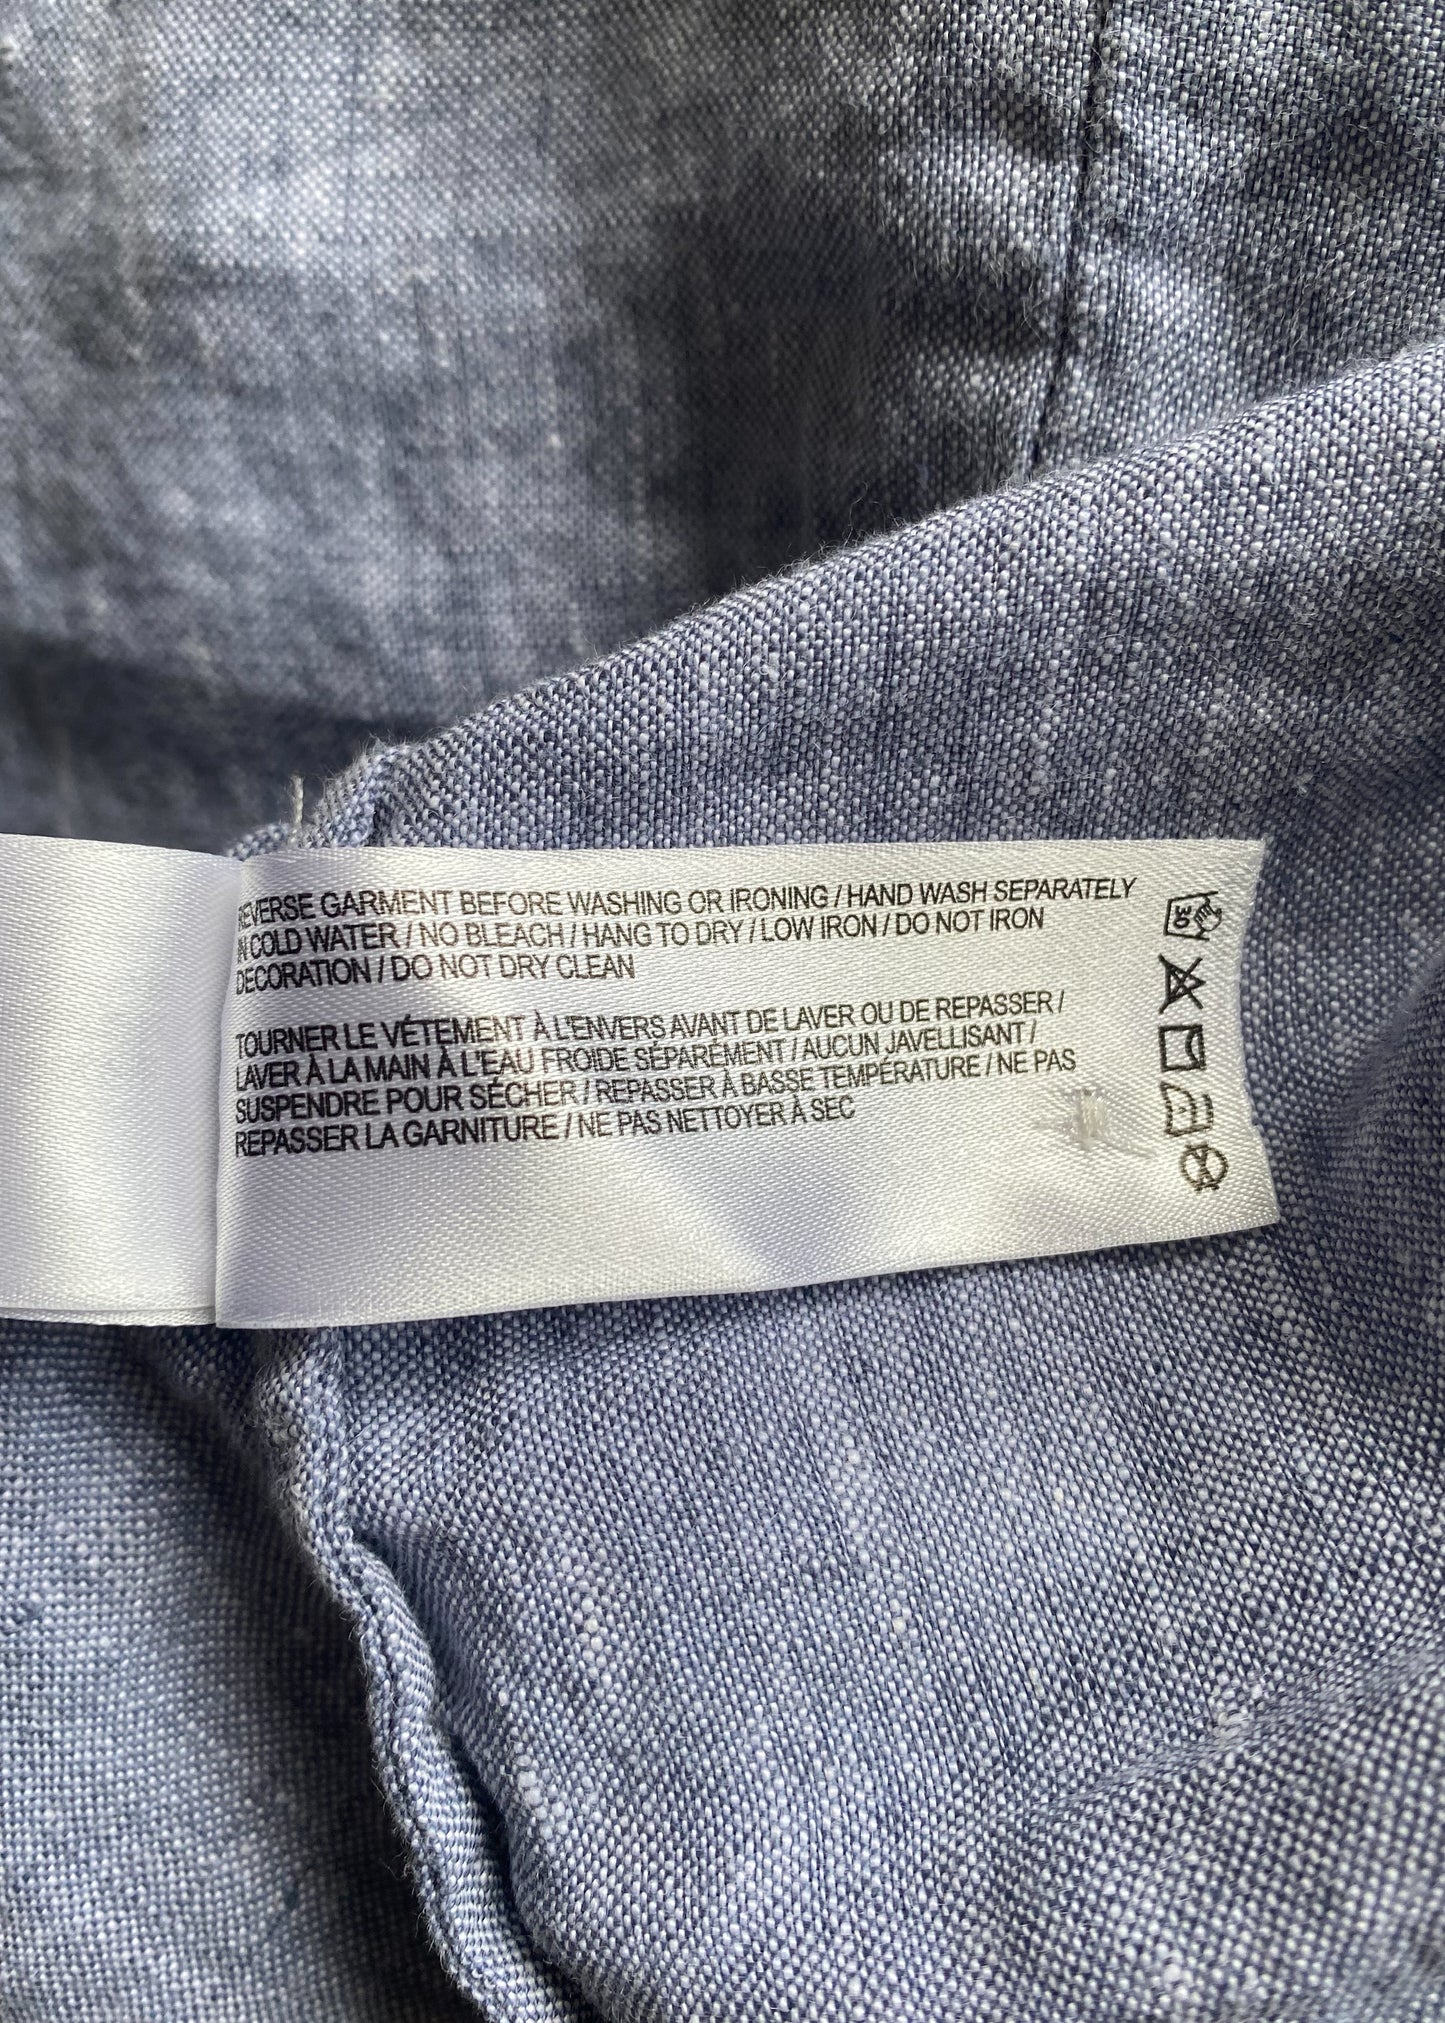 REVERSE GARMENT BEFORE WASHING OR IRONING / HAND WASH SEPARATELY
IN COLD WATER / NO BLEACH / HANG TO DRY / LOW IRON / DO NOT IRON
DECORATION / DO NOT DRY CLEAN
TOURNER LE VÊTEMENT À L'ENVERS AVANT DE LAVER OU DE REPASSER /
LAVER À LA MAIN À L'EAU FROIDE SÉPARÉMENT / AUCUN JAVELLISANT /
SUSPENDRE POUR SÉCHER / REPASSER À BASSE TEMPÉRATURE / NE PAS
REPASSER LA GARNITURE / NE PAS NETTOYER À SEC